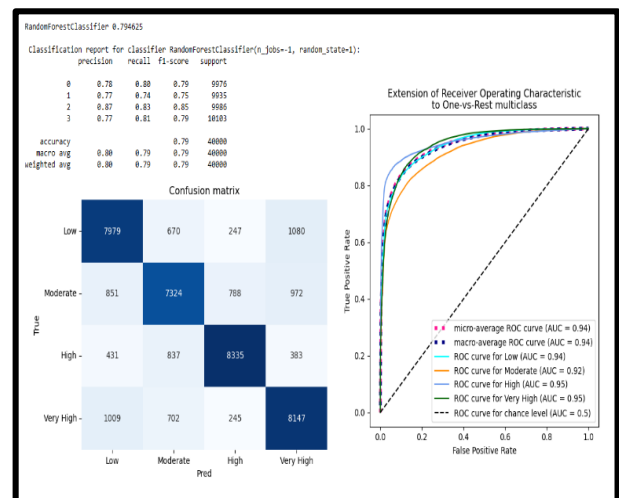 RandomForestClassifier 0.794625
Classification report for classifier RandomForestClassifier(n_jobs=-1, random_state=1):
precision recall f1-score support
0 0.78 0.80 0.79 9976
1 0.77 0.74 0.75 9935
2 0.87 0.83 0.85 9986
3 0.77 0.81 0.79 10103
accuracy 0.79 40000
macro avg 0.80 0.79 0.79 40000
weighted avg 0.80 0.79 0.79 40000
Confusion matrix
True
Low 7979 670 247 1080
Moderate 851 7324 788 972
High 431 837 8335 383
Very High 1009 702 245 8147
Low Moderate High Very High
Pred
Extension of Receiver Operating Characteristic
to One-vs-Rest multiclass
True Positive Rate
1.0
0.8
0.6
0.4
0.2
0.0
micro-average ROC curve (AUC = 0.94)
macro-average ROC curve (AUC = 0.94)
ROC curve for Low (AUC = 0.94)
ROC curve for Moderate (AUC = 0.92)
ROC curve for High (AUC = 0.95)
ROC curve for Very High (AUC = 0.95)
ROC curve for chance level (AUC = 0.5)
0.0 0.2 0.4 0.6 0.8 1.0
False Positive Rate